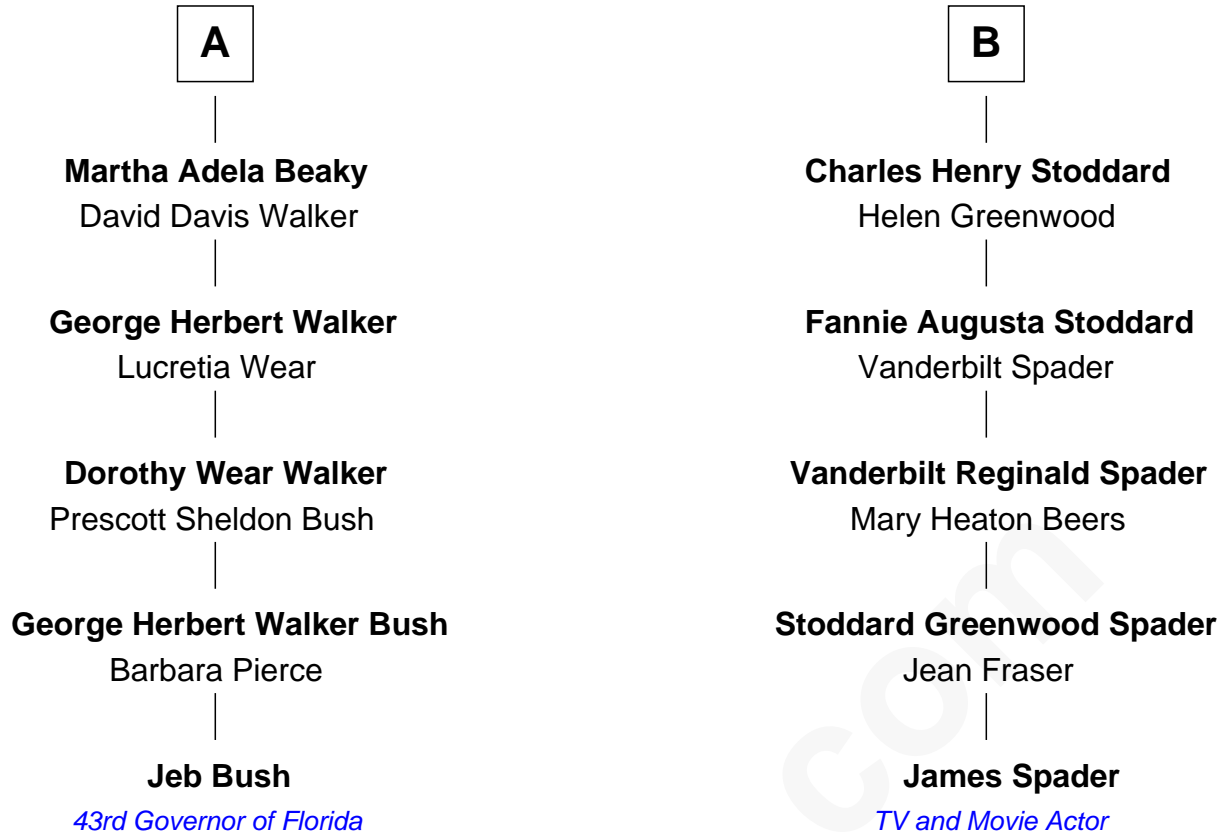 A
Martha Adela Beaky
David Davis Walker
George Herbert Walker
Lucretia Wear
Dorothy Wear Walker
Prescott Sheldon Bush
George Herbert Walker Bush
Barbara Pierce
Jeb Bush
43rd Governor of Florida
B
Charles Henry Stoddard
Helen Greenwood
Fannie Augusta Stoddard
Vanderbilt Spader
Vanderbilt Reginald Spader
Mary Heaton Beers
Stoddard Greenwood Spader
Jean Fraser
James Spader
TV and Movie Actor
com